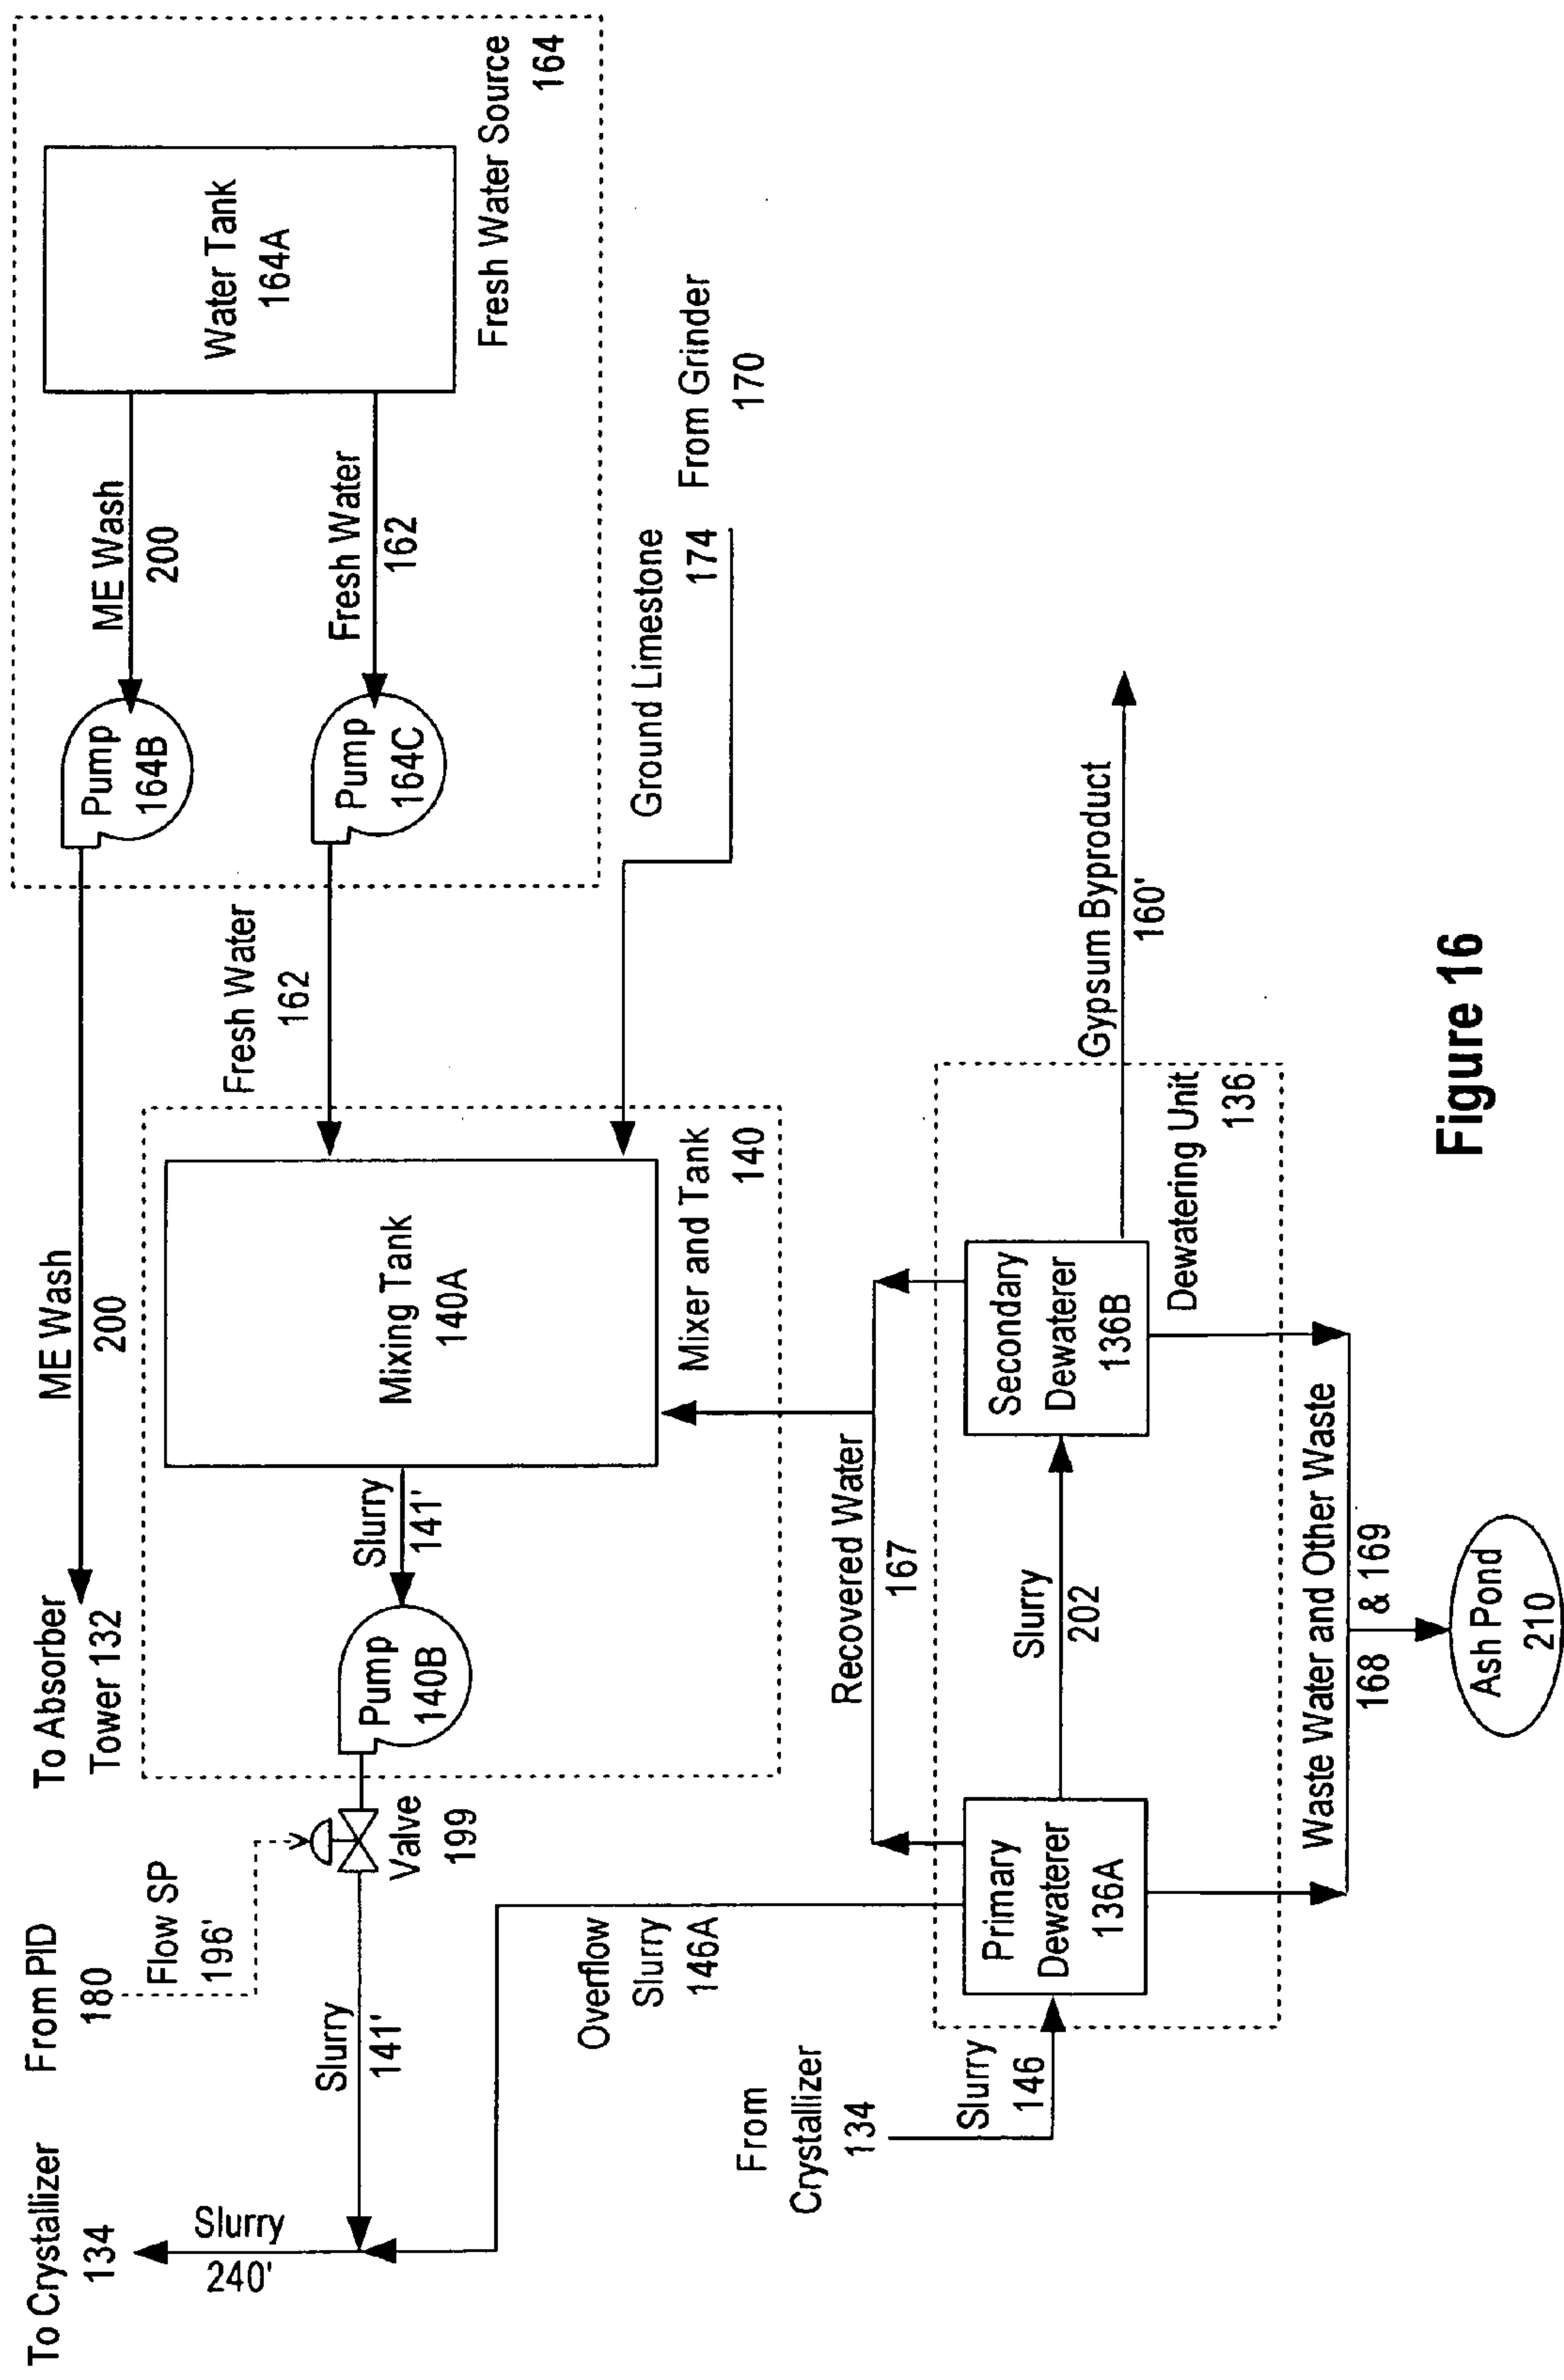 To Crystallizer
134
From PID
180
To Absorber
Tower 132
ME Wash
200
ME Wash
200
Pump
164B
Water Tank
164A
Fresh Water
162
Pump
164C
Fresh Water Source
164
Slurry
240'
Flow SP
196'
Slurry
141'
Valve
199
Pump
140B
Slurry
141'
Mixing Tank
140A
Mixer and Tank
140
Fresh Water
162
Ground Limestone
174
From Grinder
170
Overflow
Slurry
146A
Recovered Water
167
From
Crystallizer
134
Slurry
146
Primary
Dewaterer
136A
Slurry
202
Secondary
Dewaterer
136B
Dewatering Unit
136
Gypsum Byproduct
160'
Waste Water and Other Waste
168 & 169
Ash Pond
210
Figure 16